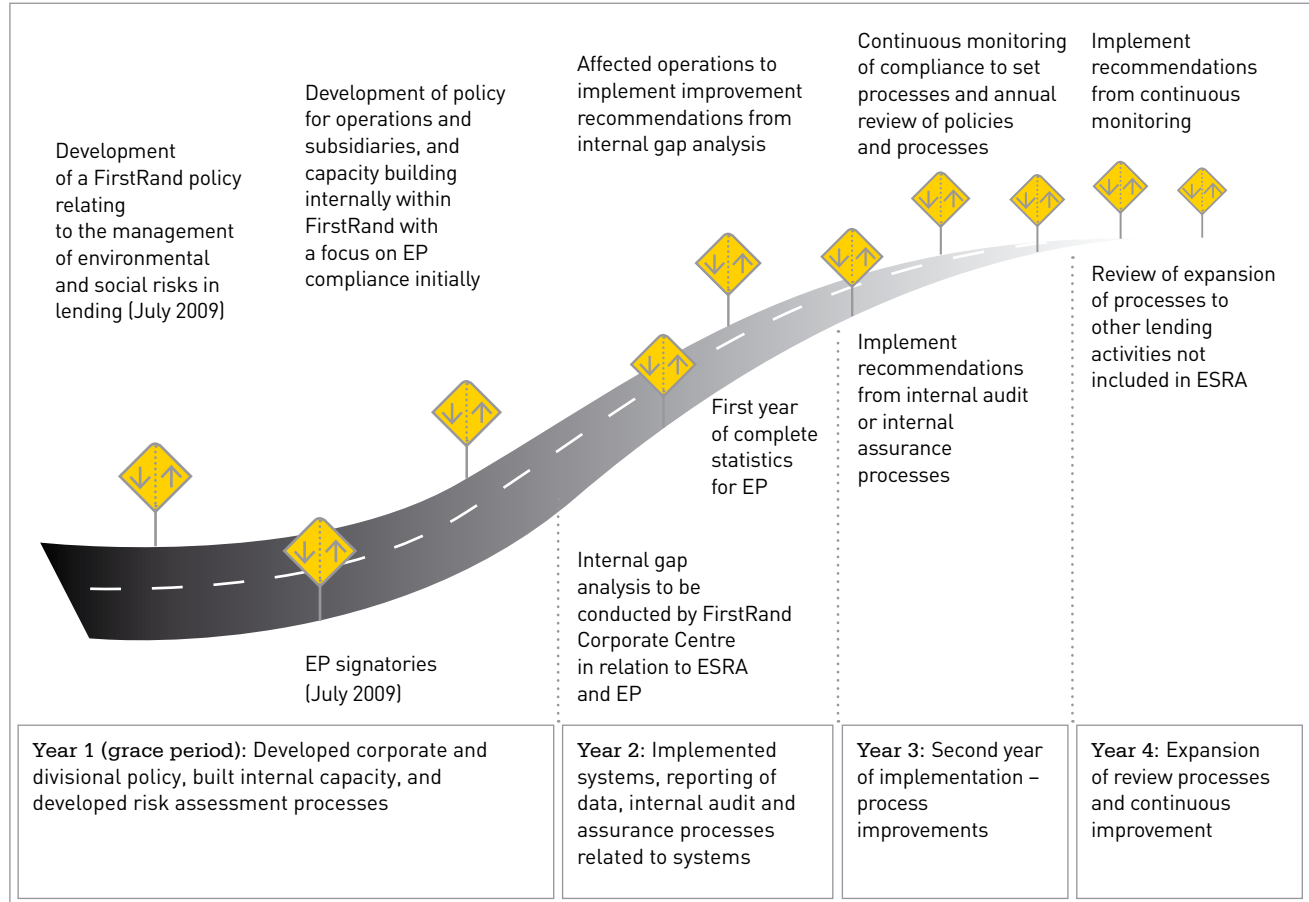 Development
of a FirstRand policy
relating
to the management
of environmental
and social risks in
lending (July 2009)
Development of policy
for operations and
subsidiaries, and
capacity building
internally within
FirstRand with
a focus on EP
compliance initially
Affected operations to
implement improvement
recommendations from
internal gap analysis
Continuous monitoring
of compliance to set
processes and annual
review of policies
and processes
Implement
recommendations
from continuous
monitoring
EP signatories
(July 2009)
Internal gap
analysis to be
conducted by FirstRand
Corporate Centre
in relation to ESRA
and EP
First year
of complete
statistics
for EP
Implement
recommendations
from internal audit
or internal
assurance
processes
Review of expansion
of processes to
other lending
activities not
included in ESRA
Year 1 (grace period): Developed corporate and
divisional policy, built internal capacity, and
developed risk assessment processes
Year 2: Implemented
systems, reporting of
data, internal audit and
assurance processes
related to systems
Year 3: Second year
of implementation –
process
improvements
Year 4: Expansion
of review processes
and continuous
improvement